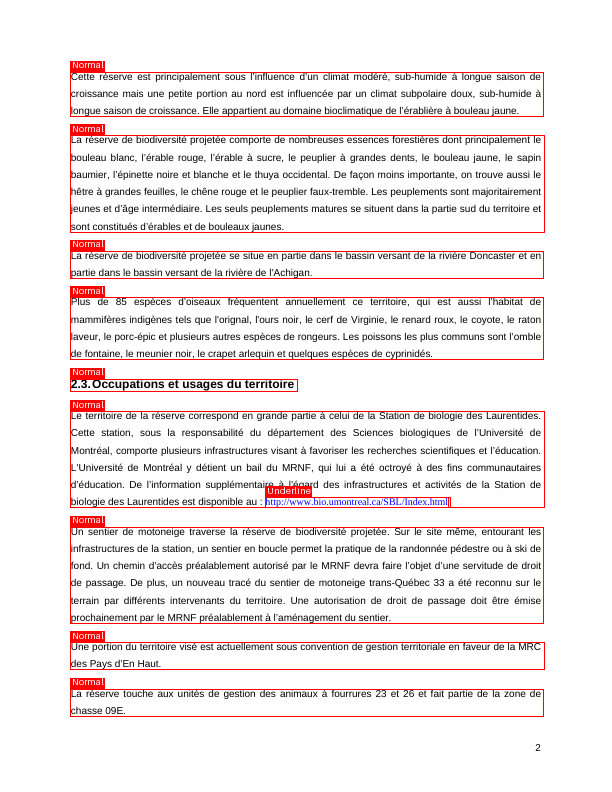 Normal
Cette réserve est principalement sous l'influence d'un climat modéré, sub-humide à longue saison de
croissance mais une petite portion au nord est influencée par un climat subpolaire doux, sub-humide à
longue saison de croissance. Elle appartient au domaine bioclimatique de l'érablière à bouleau jaune.
Normal
La réserve de biodiversité projetée comporte de nombreuses essences forestières dont principalement le
bouleau blanc, l'érable rouge, l'érable à sucre, le peuplier à grandes dents, le bouleau jaune, le sapin
baumier, l'épinette noire et blanche et le thuya occidental. De façon moins importante, on trouve aussi le
hêtre à grandes feuilles, le chêne rouge et le peuplier faux-tremble. Les peuplements sont majoritairement
jeunes et d'âge intermédiaire. Les seuls peuplements matures se situent dans la partie sud du territoire et
sont constitués d'érables et de bouleaux jaunes.
Normal
La réserve de biodiversité projetée se situe en partie dans le bassin versant de la rivière Doncaster et en
partie dans le bassin versant de la rivière de l'Achigan.
Normal
Plus de 85 espèces d'oiseaux fréquentent annuellement ce territoire, qui est aussi l'habitat de
mammifères indigènes tels que l'orignal, l'ours noir, le cerf de Virginie, le renard roux, le coyote, le raton
laveur, le porc-épic et plusieurs autres espèces de rongeurs. Les poissons les plus communs sont l'omble
de fontaine, le meunier noir, le crapet arlequin et quelques espèces de cyprinidés.
Normal
2.3. Occupations et usages du territoire
Normal
Le territoire de la réserve correspond en grande partie à celui de la Station de biologie des Laurentides.
Cette station, sous la responsabilité du département des Sciences biologiques de l'Université de
Montréal, comporte plusieurs infrastructures visant à favoriser les recherches scientifiques et l'éducation.
L'Université de Montréal y détient un bail du MRNF, qui lui a été octroyé à des fins communautaires
d'éducation. De l'information supplémentaire à l'égard des infrastructures et activités de la Station de
Underline
biologie des Laurentides est disponible au : http://www.bio.umontreal.ca/SBL/Index.html
Normal
Un sentier de motoneige traverse la réserve de biodiversité projetée. Sur le même site, entourant les
infrastructures de la station, un sentier en boucle permet la pratique de la randonnée pédestre ou à ski de
fond. Un chemin d'accès préalablement autorisé par le MRNF devra faire l'objet d'une servitude de droit
de passage. De plus, un nouveau tracé du sentier de motoneige trans-Québec 33 a été reconnu sur le
terrain par différents intervenants du territoire. Une autorisation de droit de passage doit être émise
prochainement par le MRNF préalablement à l'aménagement du sentier.
Normal
Une portion du territoire visé est actuellement sous convention de gestion territoriale en faveur de la MRC
des Pays d'En Haut.
Normal
La réserve touche aux unités de gestion des animaux à fourrures 23 et 26 et fait partie de la zone de
chasse 09E.
2